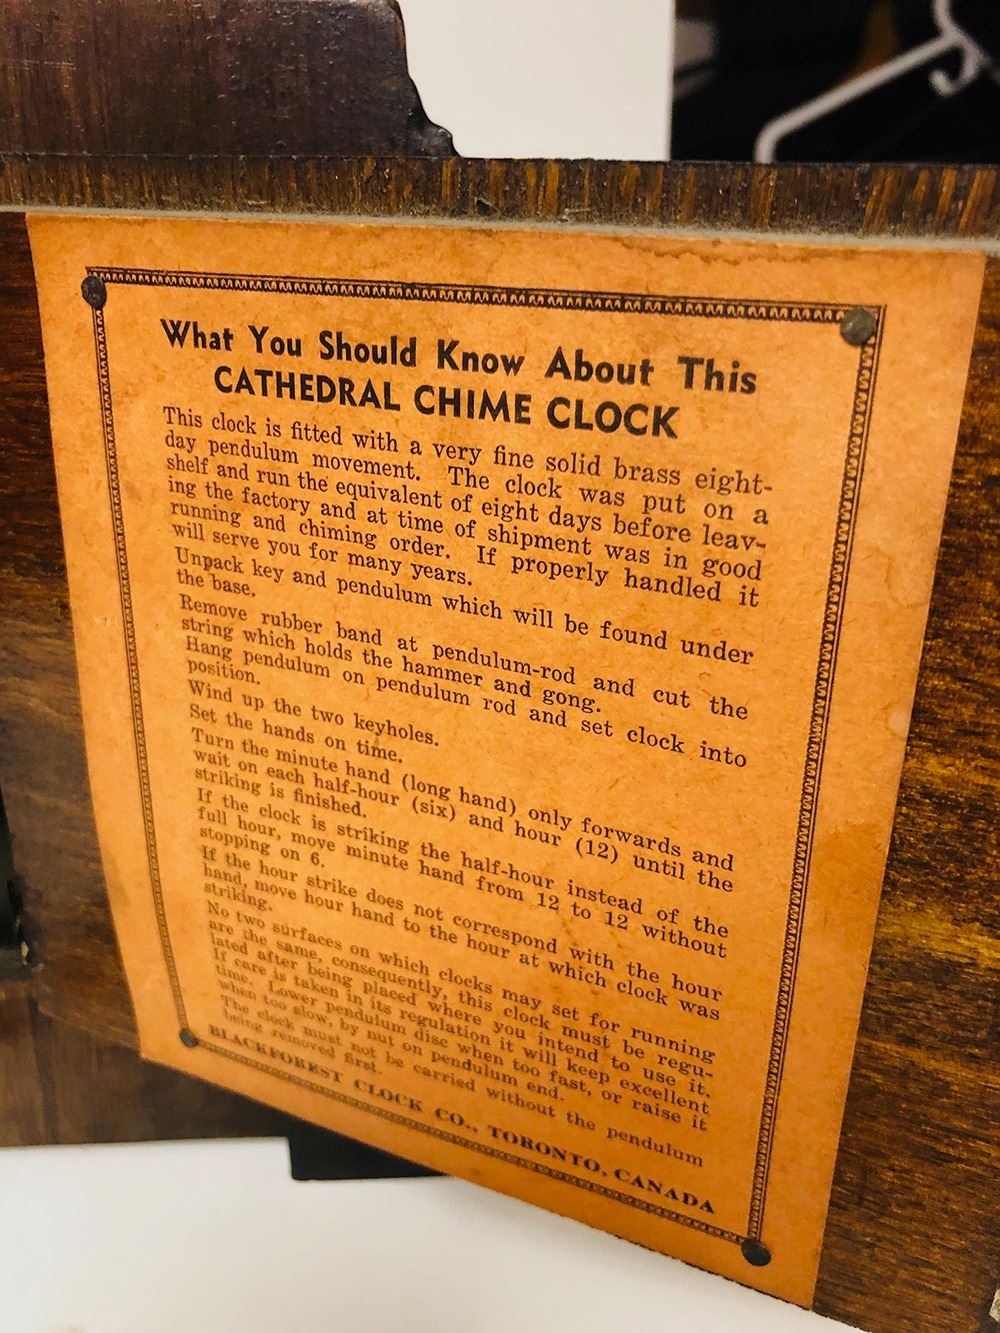 What You Should Know About This
CATHEDRAL CHIME CLOCK
This clock is fitted with a very fine solid brass eight-
day pendulum movement. The clock was put on a
shelf and run the equivalent of eight days before leav-
ing the factory and at time of shipment was in good
running and chiming order. If properly handled it
will serve you for many years.
Unpack key and pendulum which will be found under
the base.
Remove rubber band at pendulum-rod and cut the
string which holds the hammer and gong.
Hang pendulum on pendulum rod and set clock into
position.
Wind up the two keyholes.
Set the hands on time.
Turn the minute hand (long hand) only forwards and
wait on each half-hour (six) and hour (12) until the
striking is finished.
If the clock is striking the half-hour instead of the
full hour, move minute hand from 12 to 12 without
stopping on 6.
If the hour strike does not correspond with the hour
hand, move hour hand to the hour at which clock was
striking.
No two surfaces on which clocks may set for running
are the same, consequently, this clock must be regu-
lated after being placed where you intend to use it.
If care is taken in its regulation it will keep excellent
time. Lower pendulum disc when too fast, or raise it
when too slow, by nut on pendulum end.
The clock must not be carried without the pendulum
being removed first.
BLACKFOREST CLOCK CO., TORONTO, CANADA